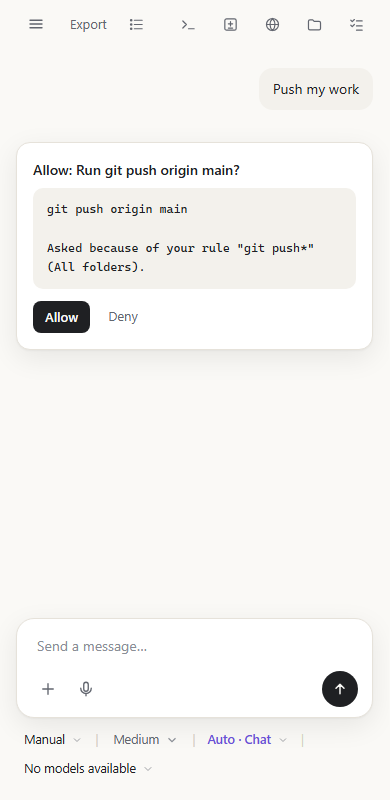 Export
Push my work
Allow: Run git push origin main?
git push origin main
Asked because of your rule "git push*"
(All folders).
Allow
Deny
Send a message...
Manual
Medium
Auto · Chat
No models available